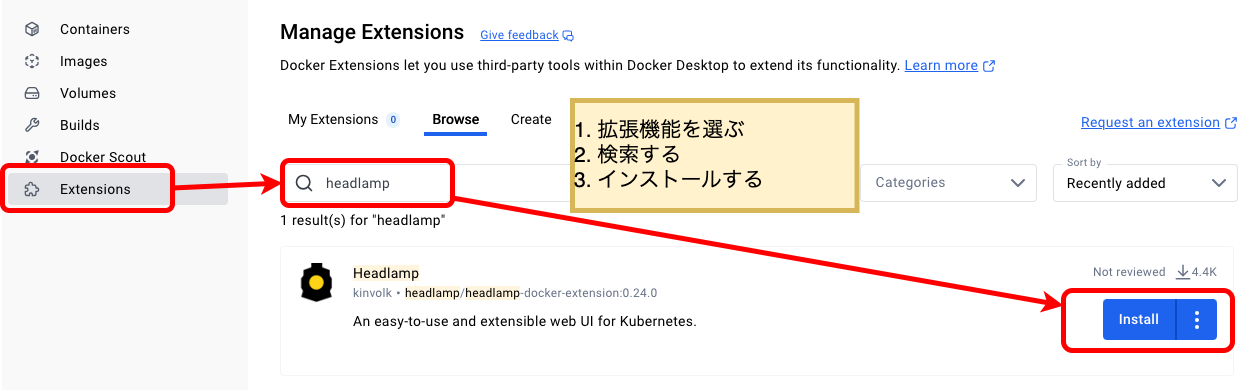 Containers
Images
Volumes
Builds
Docker Scout
Extensions
Manage Extensions Give feedback
Docker Extensions let you use third-party tools within Docker Desktop to extend its functionality. Learn more
My Extensions 0 Browse Create
Request an extension
1. 拡張機能を選ぶ
2. 検索する
3. インストールする
headlamp
Categories
Sort by
Recently added
1 result(s) for "headlamp"
Headlamp
kinvolk • headlamp/headlamp-docker-extension:0.24.0
An easy-to-use and extensible web UI for Kubernetes.
Not reviewed 4.4K
Install